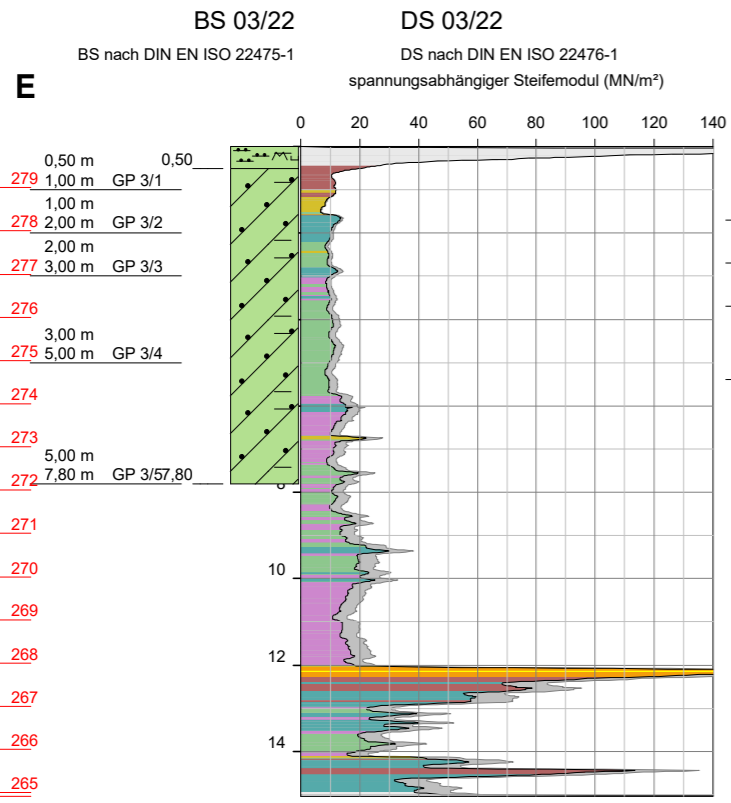 BS 03/22 DS 03/22
BS nach DIN EN ISO 22475-1 DS nach DIN EN ISO 22476-1
spannungsabhängiger Steifemodul (MN/m²)
E
0 20 40 60 80 100 120 140
0,50 m 0,50
279 1,00 m GP 3/1
1,00 m
278 2,00 m GP 3/2
2,00 m
277 3,00 m GP 3/3
276
3,00 m
275 5,00 m GP 3/4
274
273
5,00 m
272 7,80 m GP 3/5 7,80
271
270 10
269
268 12
267
266 14
265